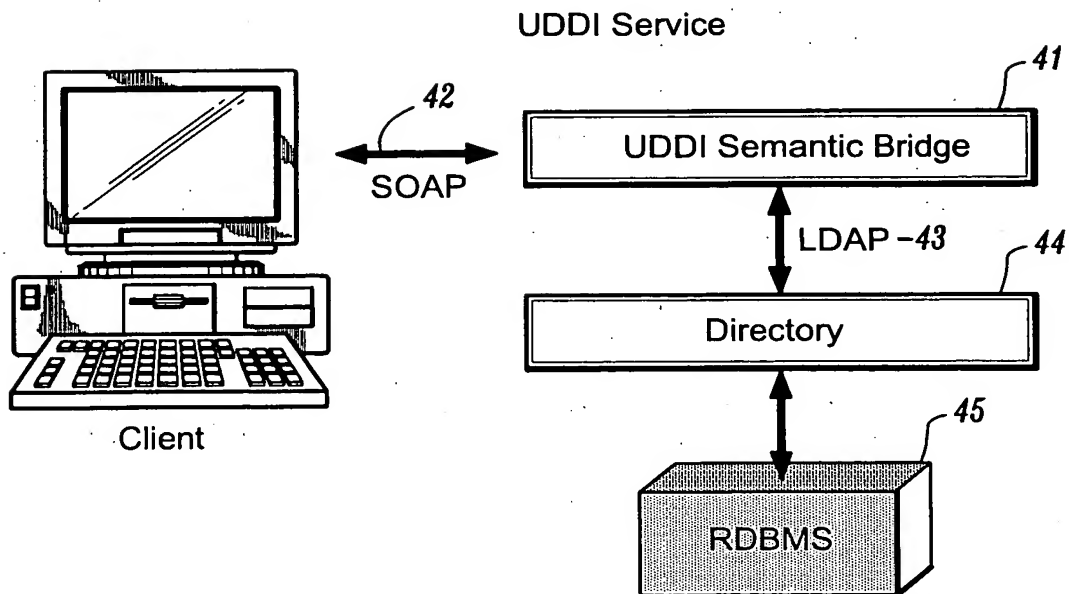 UDDI Service
41
42
UDDI Semantic Bridge
SOAP
LDAP -43
44
Directory
Client
45
RDBMS